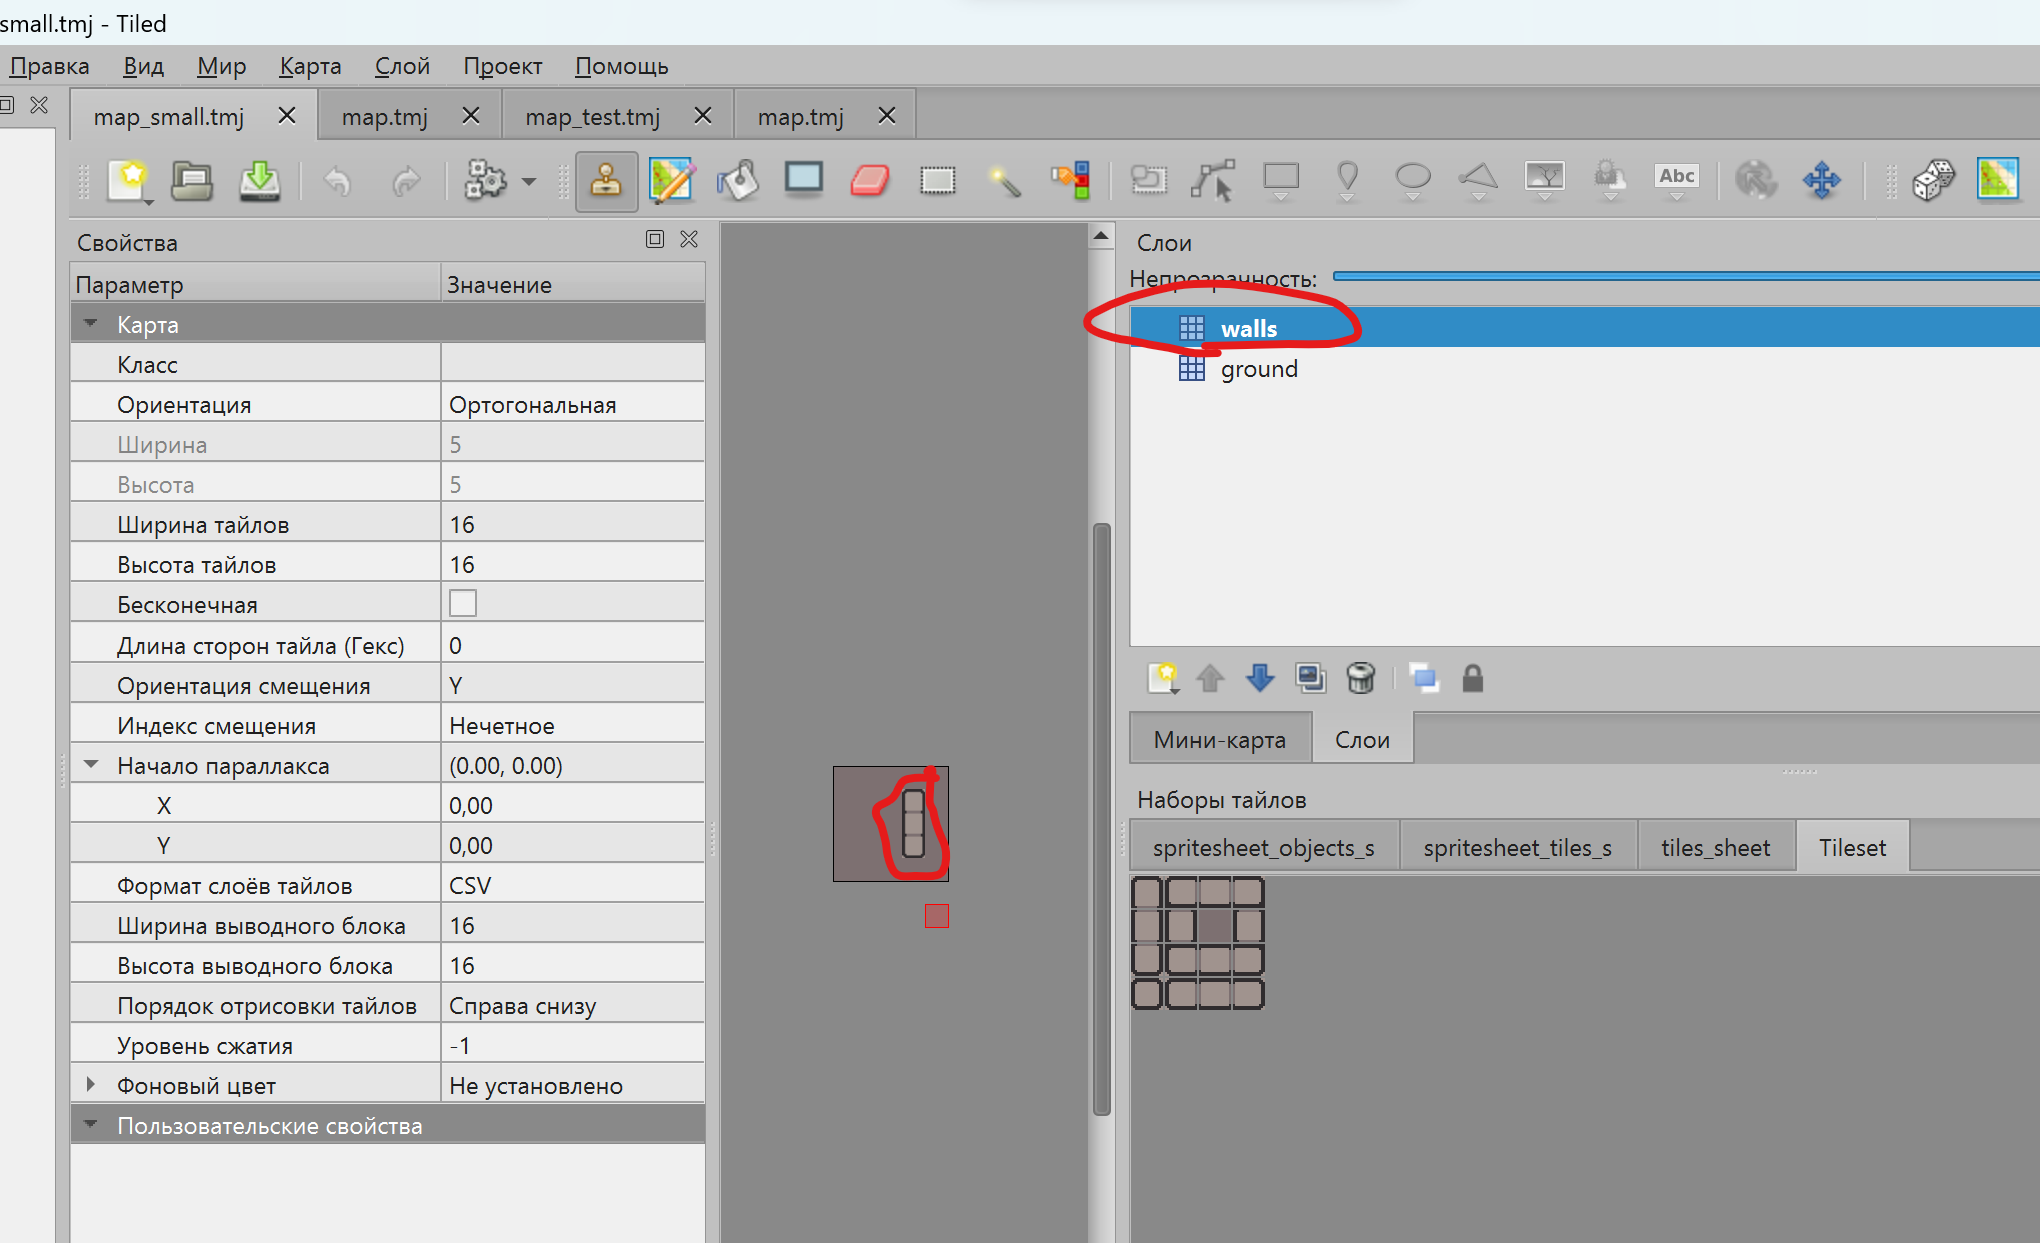 small.tmj - Tiled
Правка Вид Мир Карта Слой Проект Помощь
map_small.tmj map.tmj map_test.tmj map.tmj
Abc
Свойства
Параметр Значение
Карта
Класс
Ориентация Ортогональная
Ширина 5
Высота 5
Ширина тайлов 16
Высота тайлов 16
Бесконечная
Длина сторон тайла (Гекс) 0
Ориентация смещения Y
Индекс смещения Нечетное
Начало параллакса (0.00, 0.00)
X 0,00
Y 0,00
Формат слоёв тайлов CSV
Ширина выводного блока 16
Высота выводного блока 16
Порядок отрисовки тайлов Справа снизу
Уровень сжатия -1
Фоновый цвет Не установлено
Пользовательские свойства
Слои
Непрозрачность:
walls
ground
Мини-карта Слои
Наборы тайлов
spritesheet_objects_s spritesheet_tiles_s tiles_sheet Tileset